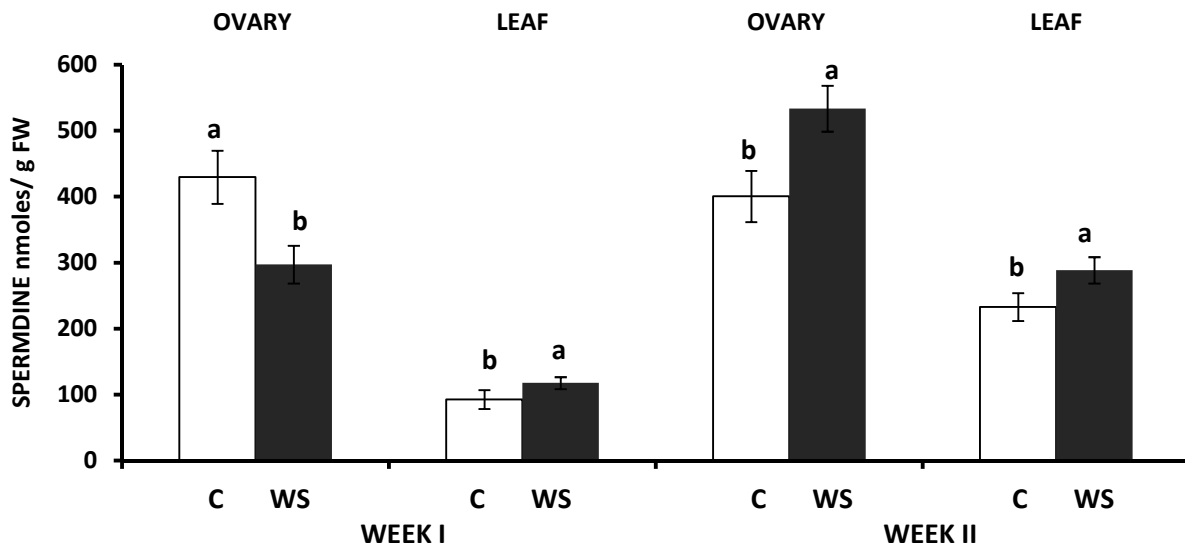 OVARY LEAF OVARY LEAF
SPERMDINE nmoles/ g FW
600
500
400
300
200
100
0
a b b a b a b a
C WS C WS C WS C WS
WEEK I WEEK II